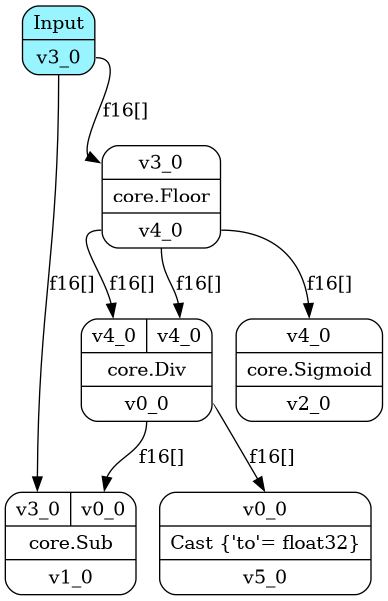 Input
v3_0
f16[]
v3_0
core.Floor
v4_0
f16[] f16[] f16[] f16[]
v4_0 v4_0
core.Div
v0_0
v4_0
core.Sigmoid
v2_0
f16[] f16[]
v3_0 v0_0
core.Sub
v1_0
v0_0
Cast {'to'= float32}
v5_0